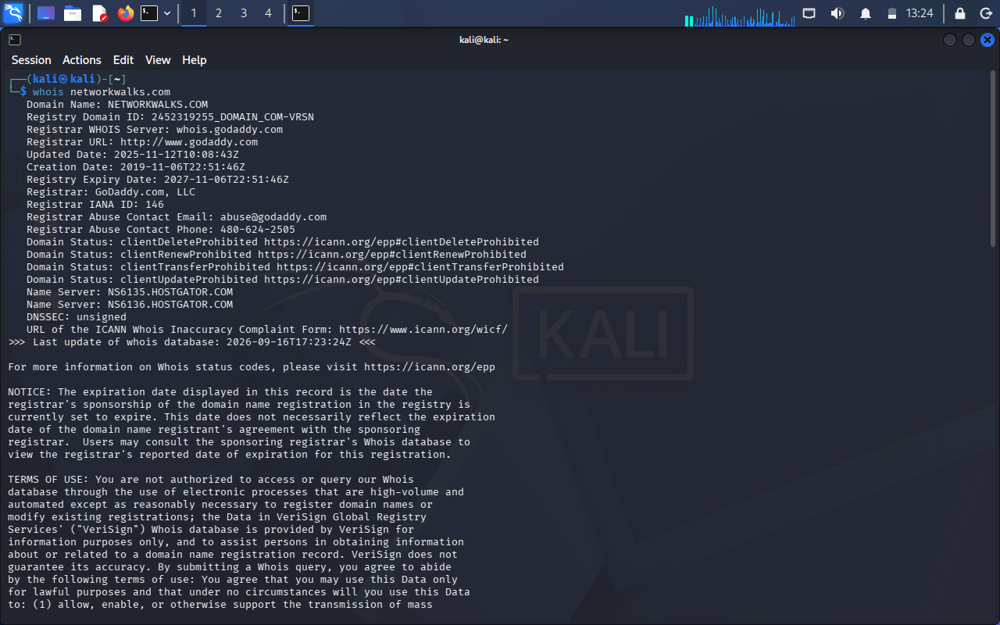 1 2 3 4 13:24
kali@kali: ~
Session Actions Edit View Help
┌──(kali㉿kali)-[~]
└─$ whois networkwalks.com
Domain Name: NETWORKWALKS.COM
Registry Domain ID: 2452319255_DOMAIN_COM-VRSN
Registrar WHOIS Server: whois.godaddy.com
Registrar URL: http://www.godaddy.com
Updated Date: 2025-11-12T10:08:43Z
Creation Date: 2019-11-06T22:51:46Z
Registry Expiry Date: 2027-11-06T22:51:46Z
Registrar: GoDaddy.com, LLC
Registrar IANA ID: 146
Registrar Abuse Contact Email: abuse@godaddy.com
Registrar Abuse Contact Phone: 480-624-2505
Domain Status: clientDeleteProhibited https://icann.org/epp#clientDeleteProhibited
Domain Status: clientRenewProhibited https://icann.org/epp#clientRenewProhibited
Domain Status: clientTransferProhibited https://icann.org/epp#clientTransferProhibited
Domain Status: clientUpdateProhibited https://icann.org/epp#clientUpdateProhibited
Name Server: NS6135.HOSTGATOR.COM
Name Server: NS6136.HOSTGATOR.COM
DNSSEC: unsigned
URL of the ICANN Whois Inaccuracy Complaint Form: https://www.icann.org/wicf/
>>> Last update of whois database: 2026-09-16T17:23:24Z <<<
KALI
For more information on Whois status codes, please visit https://icann.org/epp
NOTICE: The expiration date displayed in this record is the date the
registrar's sponsorship of the domain name registration in the registry is
currently set to expire. This date does not necessarily reflect the expiration
date of the domain name registrant's agreement with the sponsoring
registrar.  Users may consult the sponsoring registrar's Whois database to
view the registrar's reported date of expiration for this registration.
TERMS OF USE: You are not authorized to access or query our Whois
database through the use of electronic processes that are high-volume and
automated except as reasonably necessary to register domain names or
modify existing registrations; the Data in VeriSign Global Registry
Services' ("VeriSign") Whois database is provided by VeriSign for
information purposes only, and to assist persons in obtaining information
about or related to a domain name registration record. VeriSign does not
guarantee its accuracy. By submitting a Whois query, you agree to abide
by the following terms of use: You agree that you may use this Data only
for lawful purposes and that under no circumstances will you use this Data
to: (1) allow, enable, or otherwise support the transmission of mass